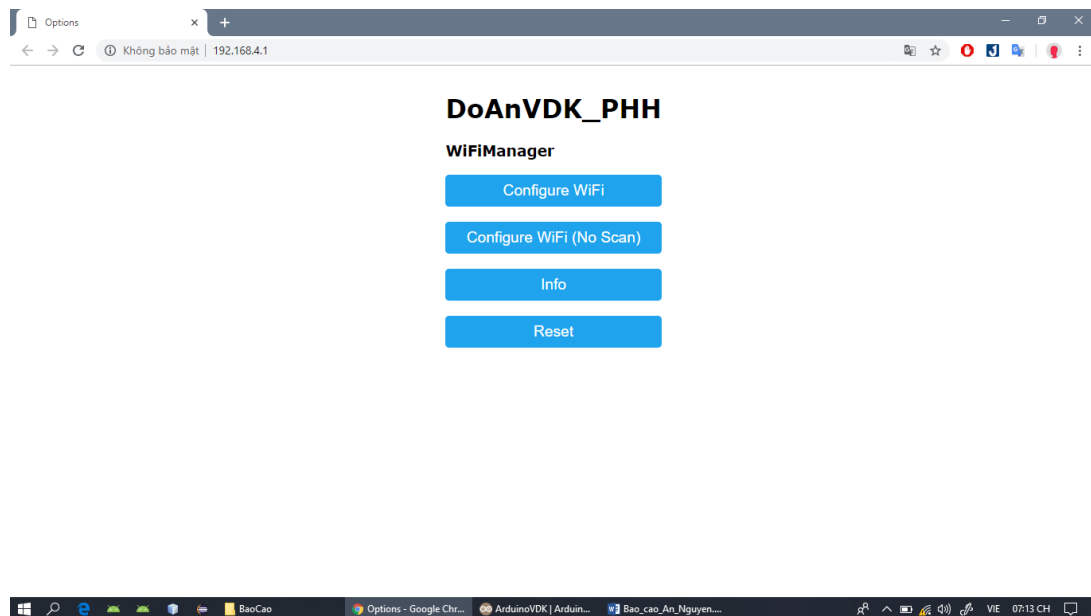 Options
Không bảo mật | 192.168.4.1
DoAnVDK_PHH
WiFiManager
Configure WiFi
Configure WiFi (No Scan)
Info
Reset
BaoCao
Options - Google Chr...
ArduinoVDK | Arduin...
Bao_cao_An_Nguyen....
VIE
07:13 CH